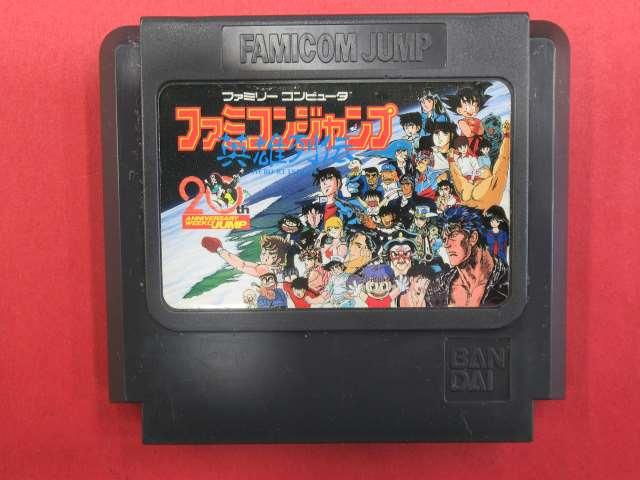 FAMICOM JUMP
ファミリー コンピュータ
ファミコンジャンプ
英雄列伝
20th
ANNIVERSARY
WEEKLY JUMP
BAN
DAI